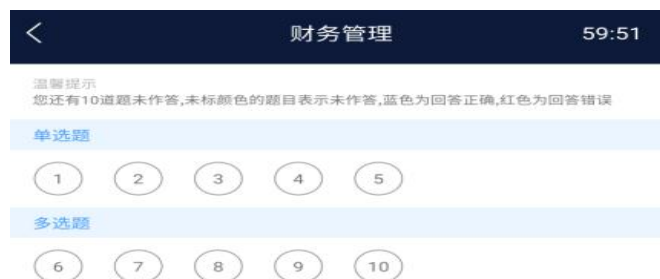 财务管理 59:51
温馨提示
您还有10道题未作答,未标颜色的题目表示未作答,蓝色为回答正确,红色为回答错误
单选题
1 2 3 4 5
多选题
6 7 8 9 10